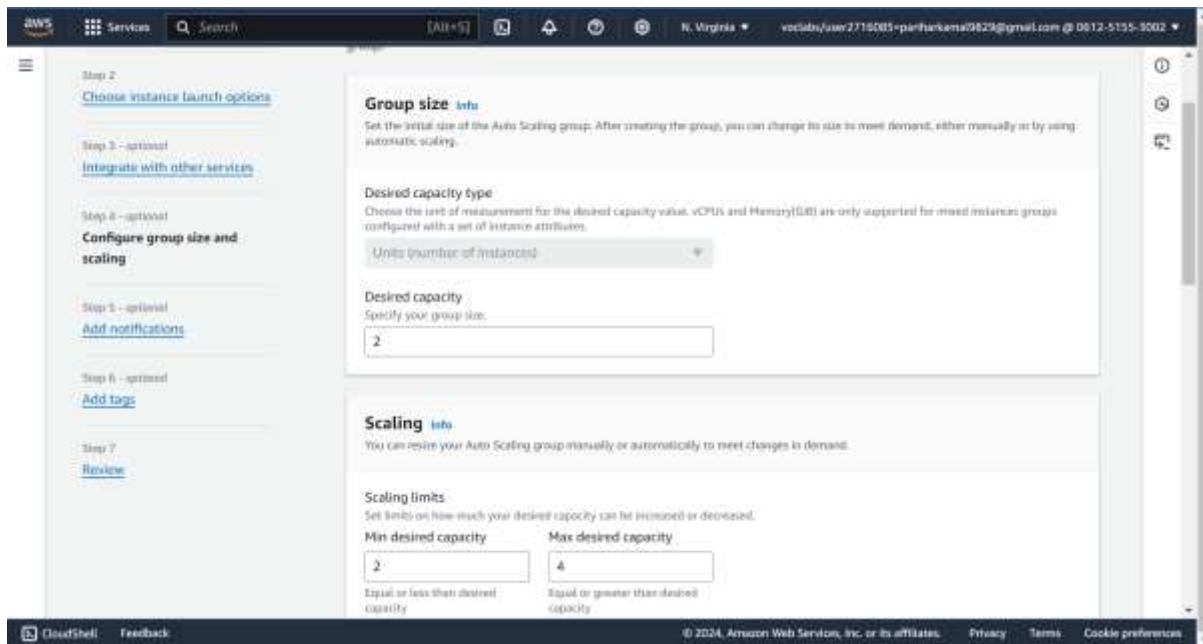 aws
Services
Search
[Alt+S]
N. Virginia
voclabs/user2716085=pariharkamal9829@gmail.com @ 0612-5155-3002
Step 2
Choose instance launch options
Step 3 - optional
Integrate with other services
Step 4 - optional
Configure group size and
scaling
Step 5 - optional
Add notifications
Step 6 - optional
Add tags
Step 7
Review
Group size Info
Set the initial size of the Auto Scaling group. After creating the group, you can change its size to meet demand, either manually or by using
automatic scaling.
Desired capacity type
Choose the unit of measurement for the desired capacity value. vCPUs and Memory(GiB) are only supported for mixed instances groups
configured with a set of instance attributes.
Units (number of instances)
Desired capacity
Specify your group size.
2
Scaling Info
You can resize your Auto Scaling group manually or automatically to meet changes in demand.
Scaling limits
Set limits on how much your desired capacity can be increased or decreased.
Min desired capacity
Max desired capacity
2
4
Equal or less than desired
capacity
Equal or greater than desired
capacity
CloudShell
Feedback
© 2024, Amazon Web Services, Inc. or its affiliates.
Privacy
Terms
Cookie preferences